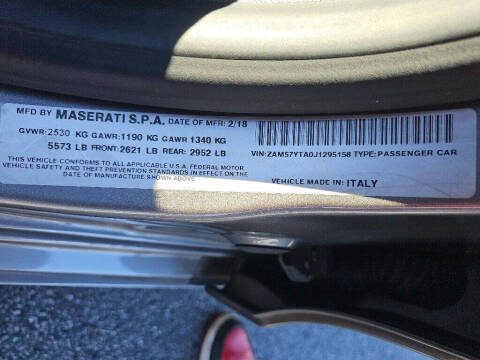 MFD BY MASERATI S.P.A. DATE OF MFR: 2/18
GVWR: 2530 KG GAWR: 1190 KG GAWR 1340 KG
5573 LB FRONT: 2621 LB REAR: 2952 LB
THIS VEHICLE CONFORMS TO ALL APPLICABLE U.S.A. FEDERAL MOTOR
VEHICLE SAFETY AND THEFT PREVENTION STANDARDS IN EFFECT ON THE
DATE OF MANUFACTURE SHOWN ABOVE
VIN: ZAM57YTA0J1295158 TYPE: PASSENGER CAR
VEHICLE MADE IN: ITALY